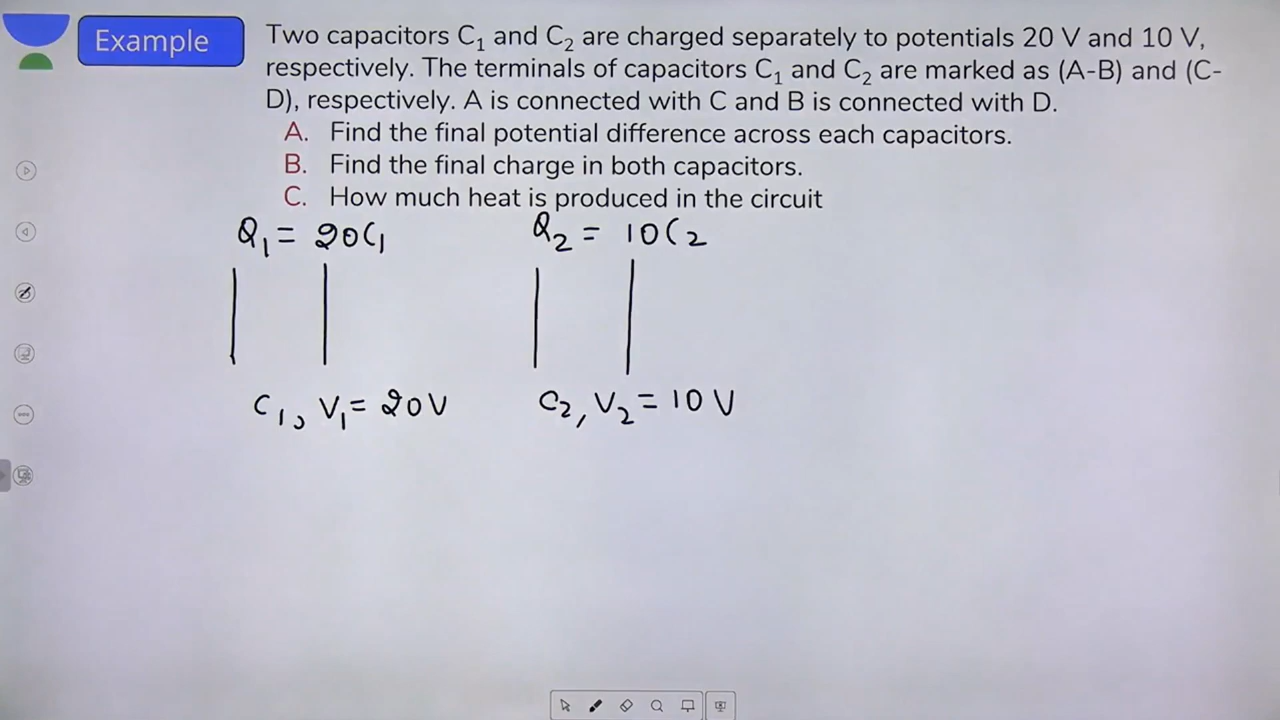 Example
Two capacitors C₁ and C₂ are charged separately to potentials 20 V and 10 V,
respectively. The terminals of capacitors C₁ and C₂ are marked as (A-B) and (C-
D), respectively. A is connected with C and B is connected with D.
A. Find the final potential difference across each capacitors.
B. Find the final charge in both capacitors.
C. How much heat is produced in the circuit
Q₁ = 20C₁
Q₂ = 10C₂
C₁, V₁ = 20V
C₂, V₂ = 10V